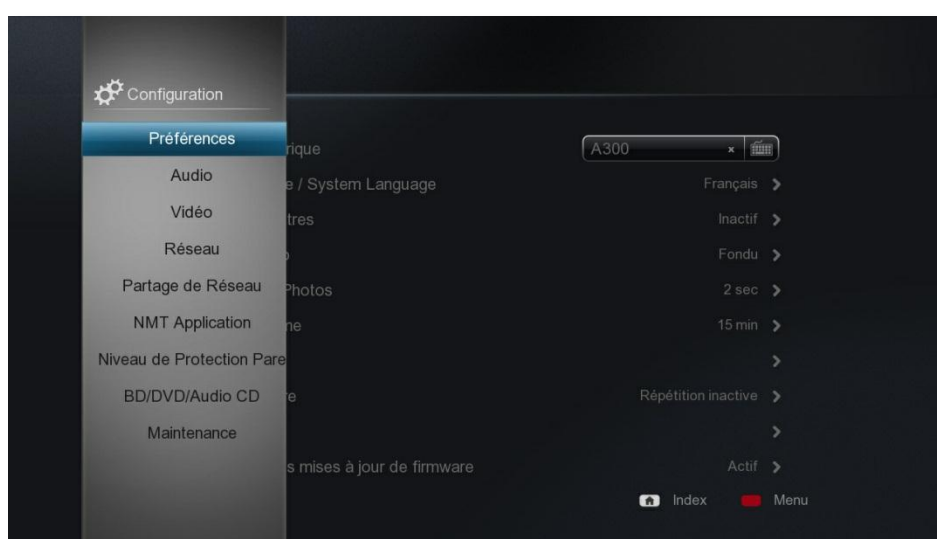 Configuration
Préférences
Audio
Vidéo
Réseau
Partage de Réseau
NMT Application
Niveau de Protection Pare
BD/DVD/Audio CD
Maintenance
rique A300 ×
e / System Language Français
tres Inactif
Fondu
Photos 2 sec
me 15 min
re Répétition inactive
s mises à jour de firmware Actif
Index Menu